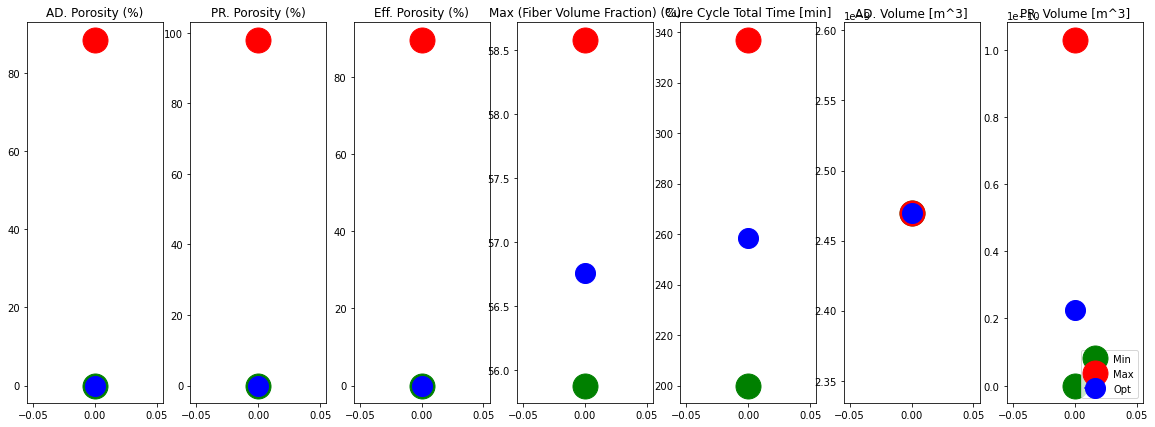 AD. Porosity (%)
80
60
40
20
0
−0.05 0.00 0.05
PR. Porosity (%)
100
80
60
40
20
0
−0.05 0.00 0.05
Eff. Porosity (%)
80
60
40
20
0
−0.05 0.00 0.05
Max (Fiber Volume Fraction) (%)
58.5
58.0
57.5
57.0
56.5
56.0
−0.05 0.00 0.05
Cure Cycle Total Time [min]
340
320
300
280
260
240
220
200
−0.05 0.00 0.05
AD. Volume [m^3]
2.60
2.55
2.50
2.45
2.40
2.35
−0.05 0.00 0.05
PR. Volume [m^3]
1e−10
1.0
0.8
0.6
0.4
0.2
0.0
−0.05 0.00 0.05
Min
Max
Opt